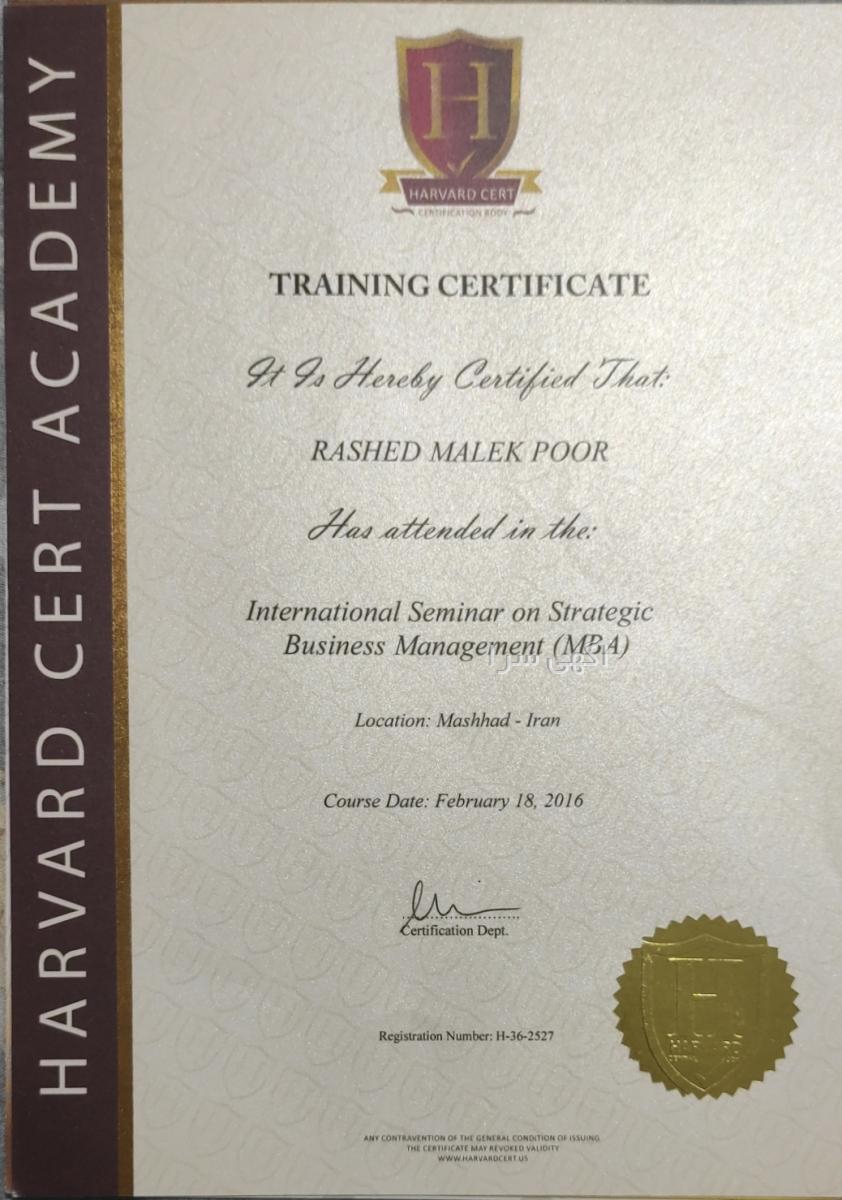 HARVARD CERT ACADEMY
H
HARVARD CERT
CERTIFICATION BODY
TRAINING CERTIFICATE
It Is Hereby Certified That:
RASHED MALEK POOR
Has attended in the:
International Seminar on Strategic
Business Management (MBA)
آگهی سرا
Location: Mashhad - Iran
Course Date: February 18, 2016
Certification Dept.
Registration Number: H-36-2527
H
HARVARD
ANY CONTRAVENTION OF THE GENERAL CONDITION OF ISSUING
THE CERTIFICATE MAY REVOKED VALIDITY
WWW.HARVARDCERT.US